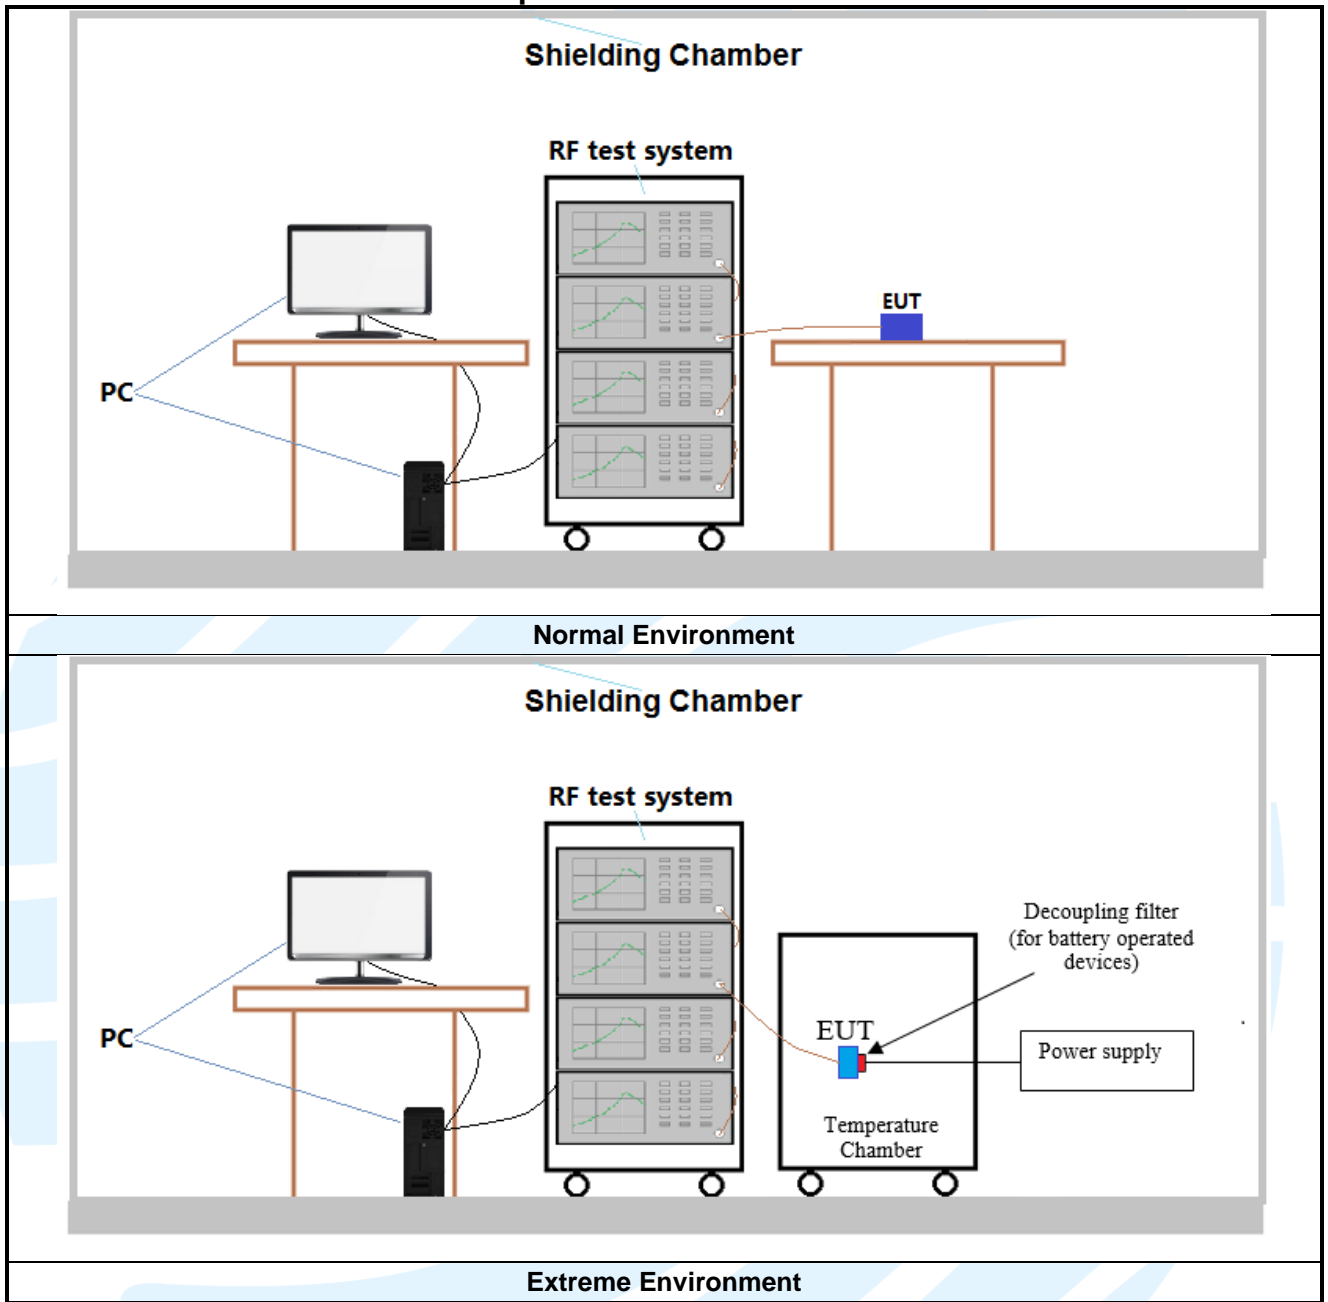 Shielding Chamber
RF test system
EUT
PC
Normal Environment
Shielding Chamber
RF test system
Decoupling filter
(for battery operated
devices)
EUT
Power supply
PC
Temperature
Chamber
Extreme Environment